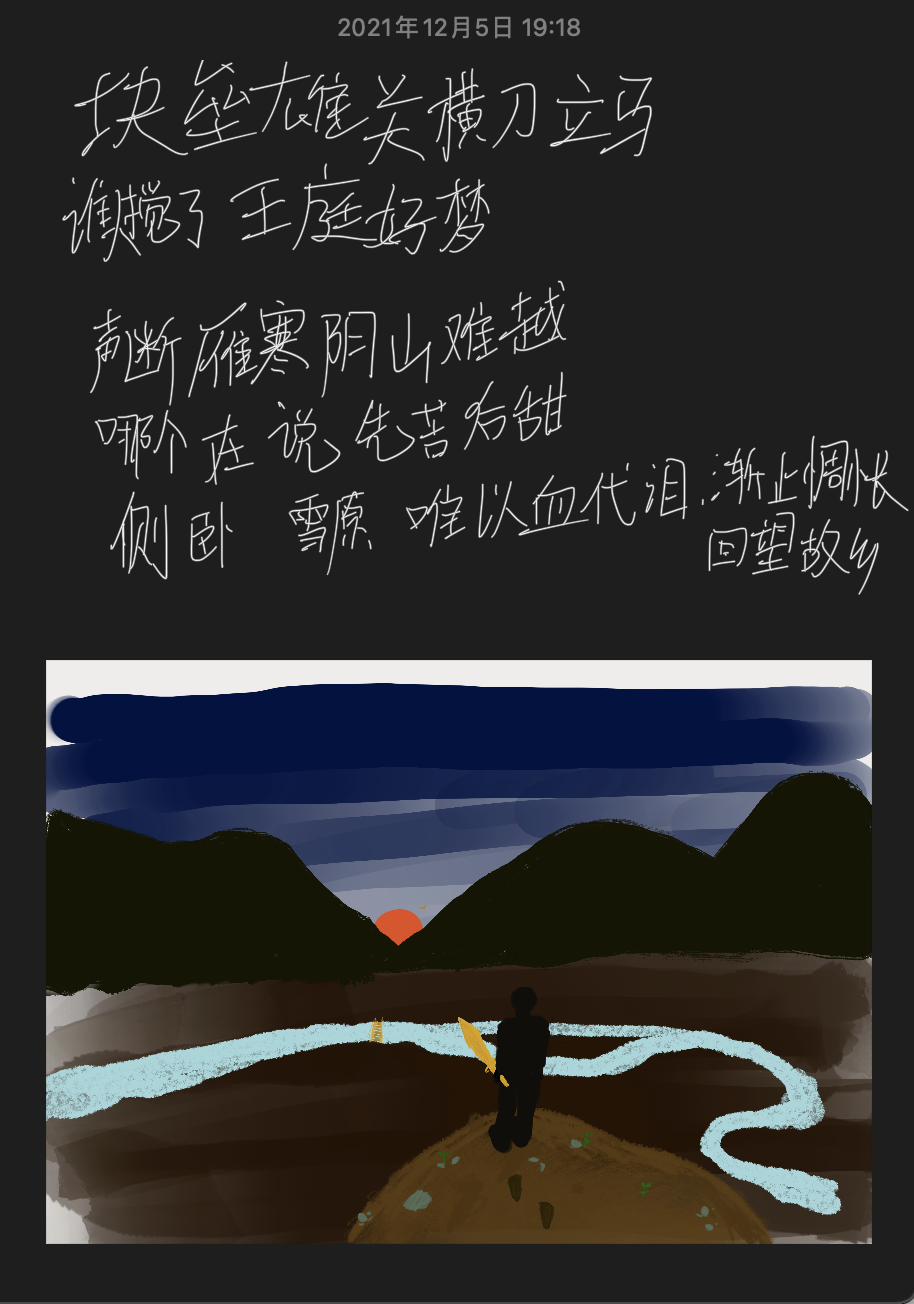 2021年12月5日 19:18
块垒雄关横刀立马
谁搅了王庭好梦
声断雁寒阴山难越
哪个在说先苦后甜
侧卧 雪原 唯以血代泪.渐止惆怅
回望故乡